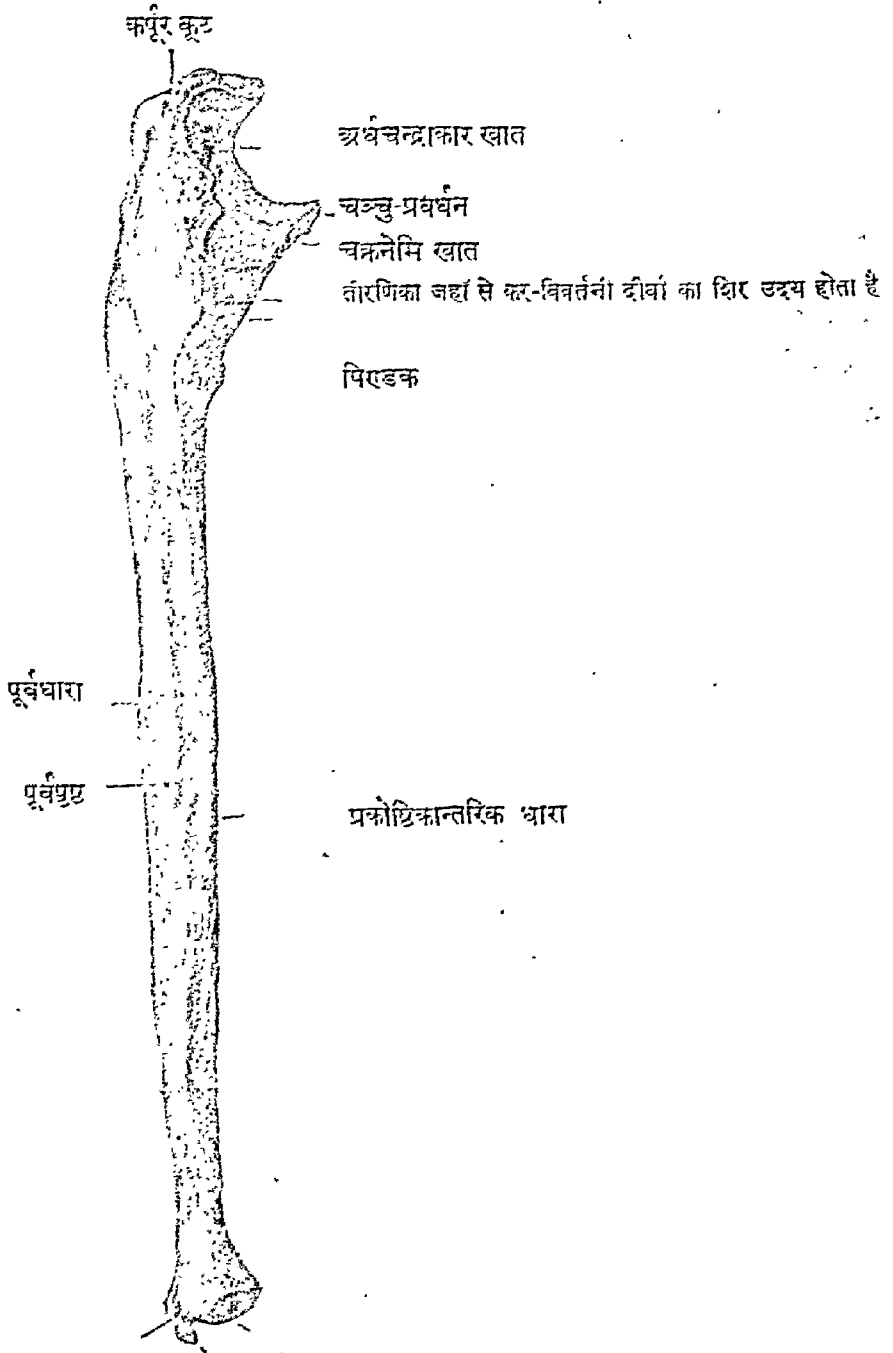 कर्पूर कूट
अर्धचन्द्राकार खात
चञ्चु-प्रवर्धन
चक्रनेमि खात
तीरणिका जहाँ से कर-विवर्तनी दीर्घा का शिर उदय होता है
पिण्डक
पूर्वधारा
पूर्वपृष्ठ
प्रकोष्ठिकान्तरिक धारा